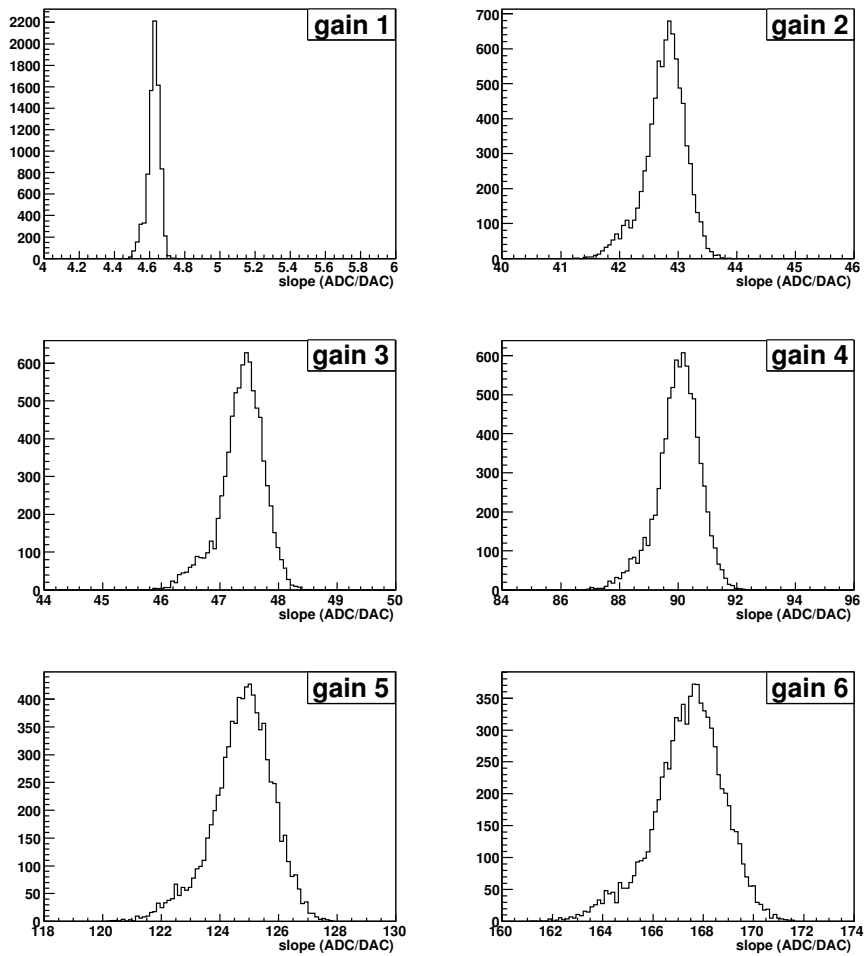 gain 1
2200
2000
1800
1600
1400
1200
1000
800
600
400
200
0
4 4.2 4.4 4.6 4.8 5 5.2 5.4 5.6 5.8 6
slope (ADC/DAC)
gain 2
700
600
500
400
300
200
100
0
40 41 42 43 44 45 46
slope (ADC/DAC)
gain 3
600
500
400
300
200
100
0
44 45 46 47 48 49 50
slope (ADC/DAC)
gain 4
600
500
400
300
200
100
0
84 86 88 90 92 94 96
slope (ADC/DAC)
gain 5
400
350
300
250
200
150
100
50
0
118 120 122 124 126 128 130
slope (ADC/DAC)
gain 6
350
300
250
200
150
100
50
0
160 162 164 166 168 170 172 174
slope (ADC/DAC)